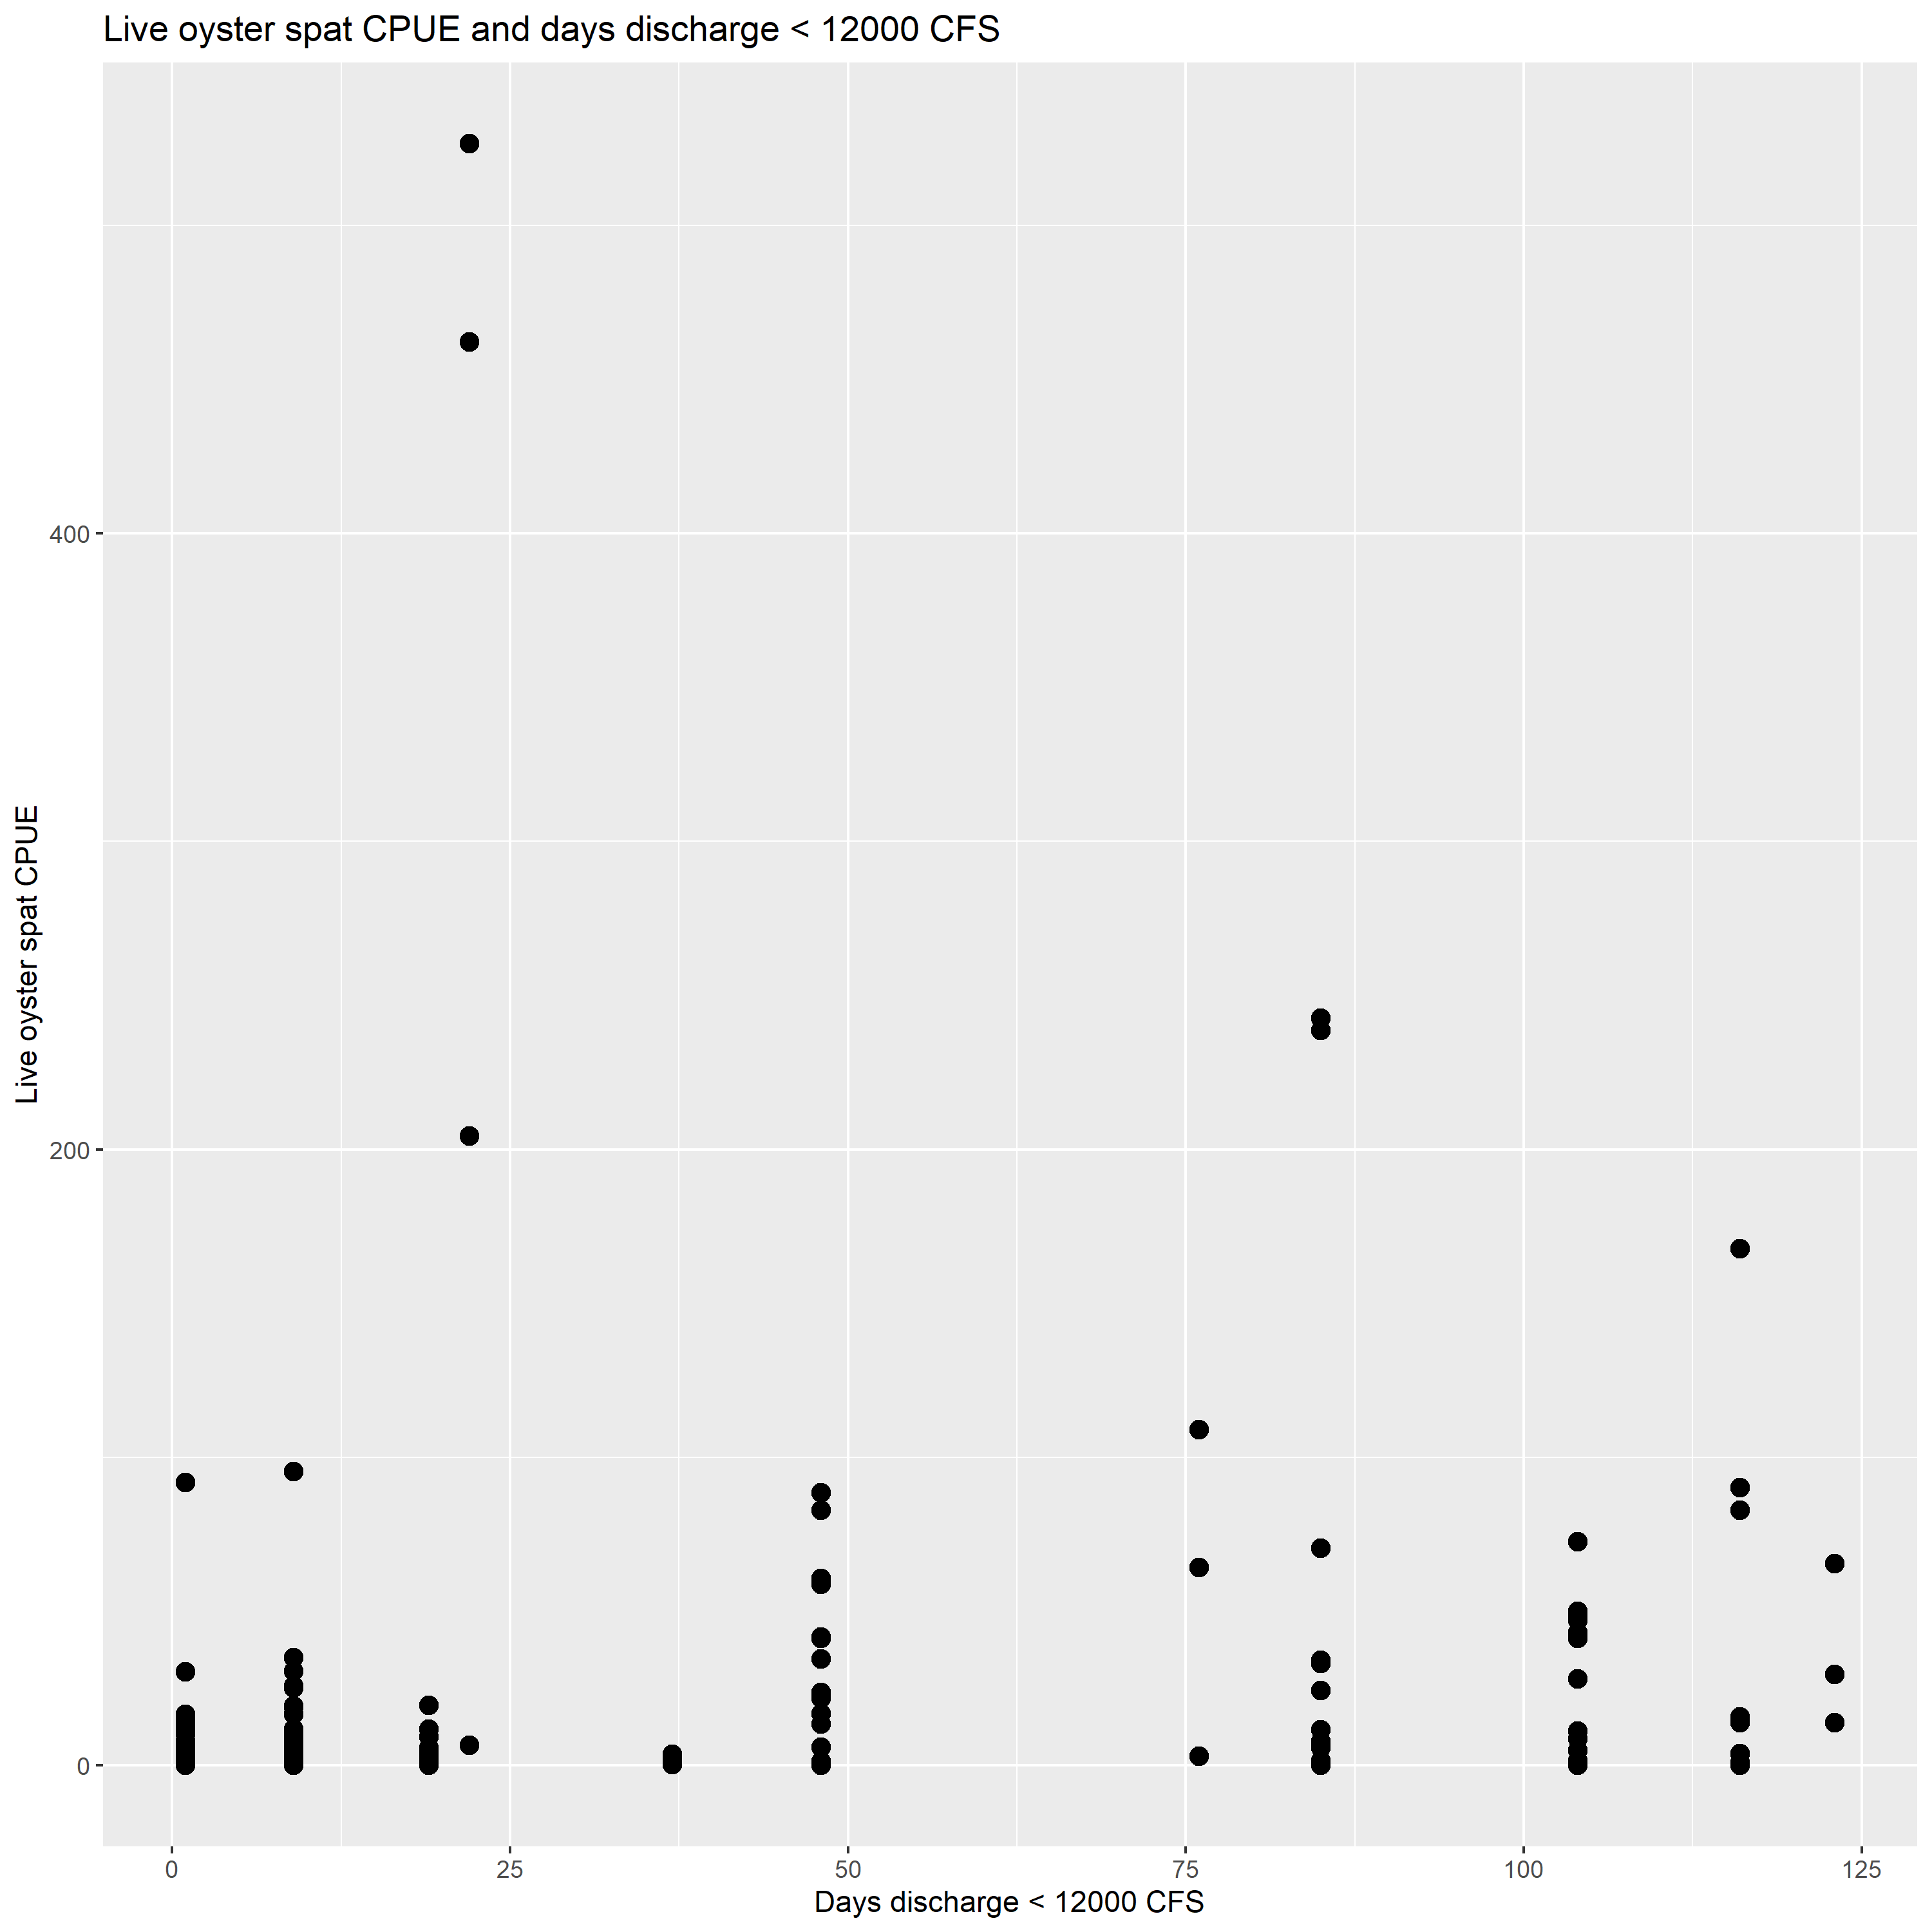 Live oyster spat CPUE and days discharge < 12000 CFS
Live oyster spat CPUE
400
200
0
0 25 50 75 100 125
Days discharge < 12000 CFS